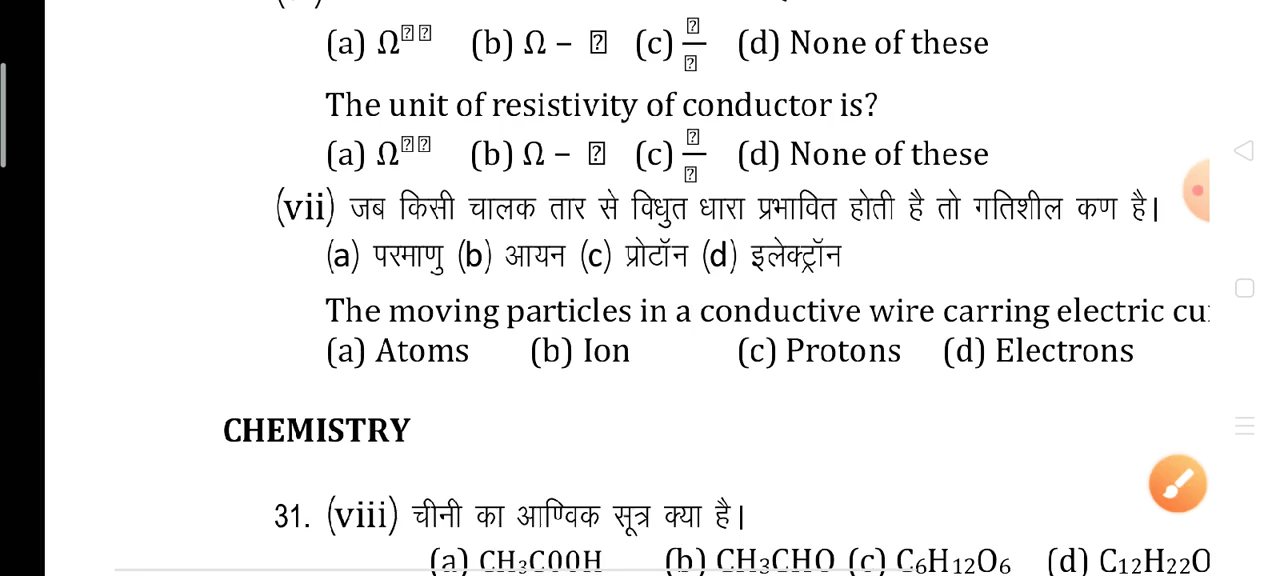 (a) Ω⍰⍰ (b) Ω – ⍰ (c) ⍰/⍰ (d) None of these
The unit of resistivity of conductor is?
(a) Ω⍰⍰ (b) Ω – ⍰ (c) ⍰/⍰ (d) None of these
(vii) जब किसी चालक तार से विधुत धारा प्रभावित होती है तो गतिशील कण है।
(a) परमाणु (b) आयन (c) प्रोटॉन (d) इलेक्ट्रॉन
The moving particles in a conductive wire carring electric
(a) Atoms (b) Ion (c) Protons (d) Electrons
CHEMISTRY
31. (viii) चीनी का आण्विक सूत्र क्या है।
(a) CH₃COOH (b) CH₃CHO (c) C₆H₁₂O₆ (d) C₁₂H₂₂O